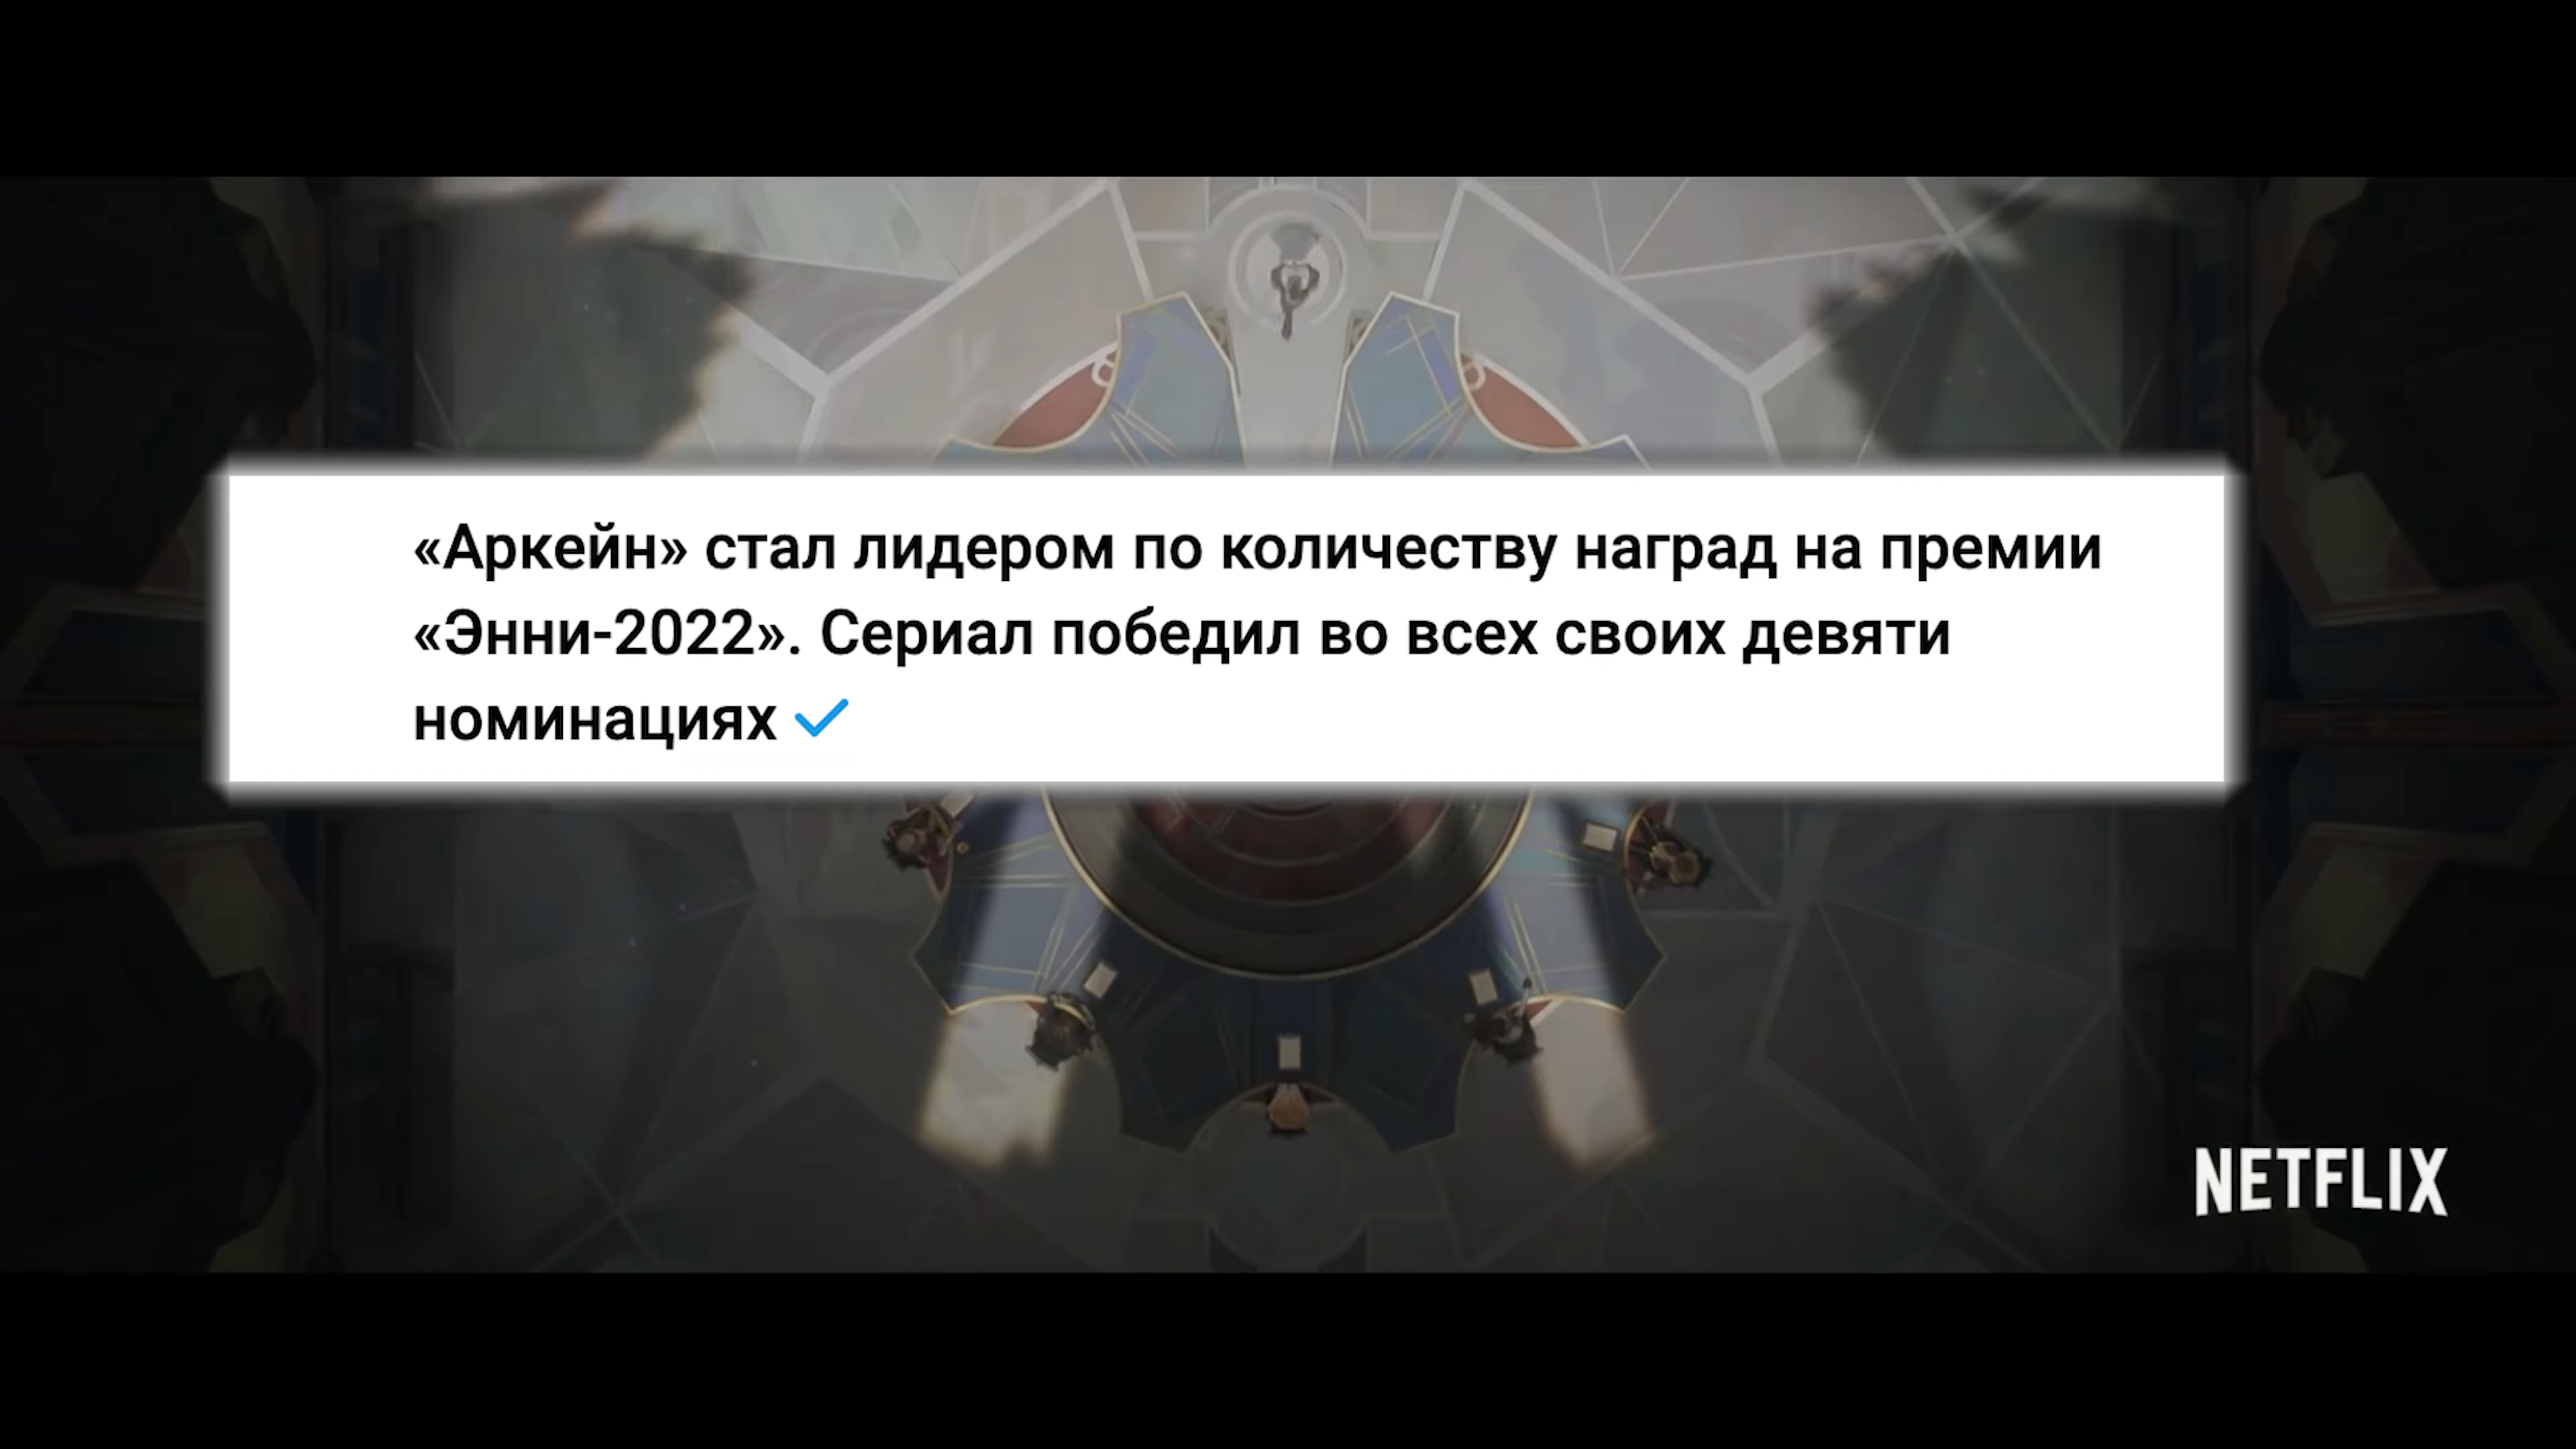 «Аркейн» стал лидером по количеству наград на премии
«Энни-2022». Сериал победил во всех своих девяти
номинациях
NETFLIX